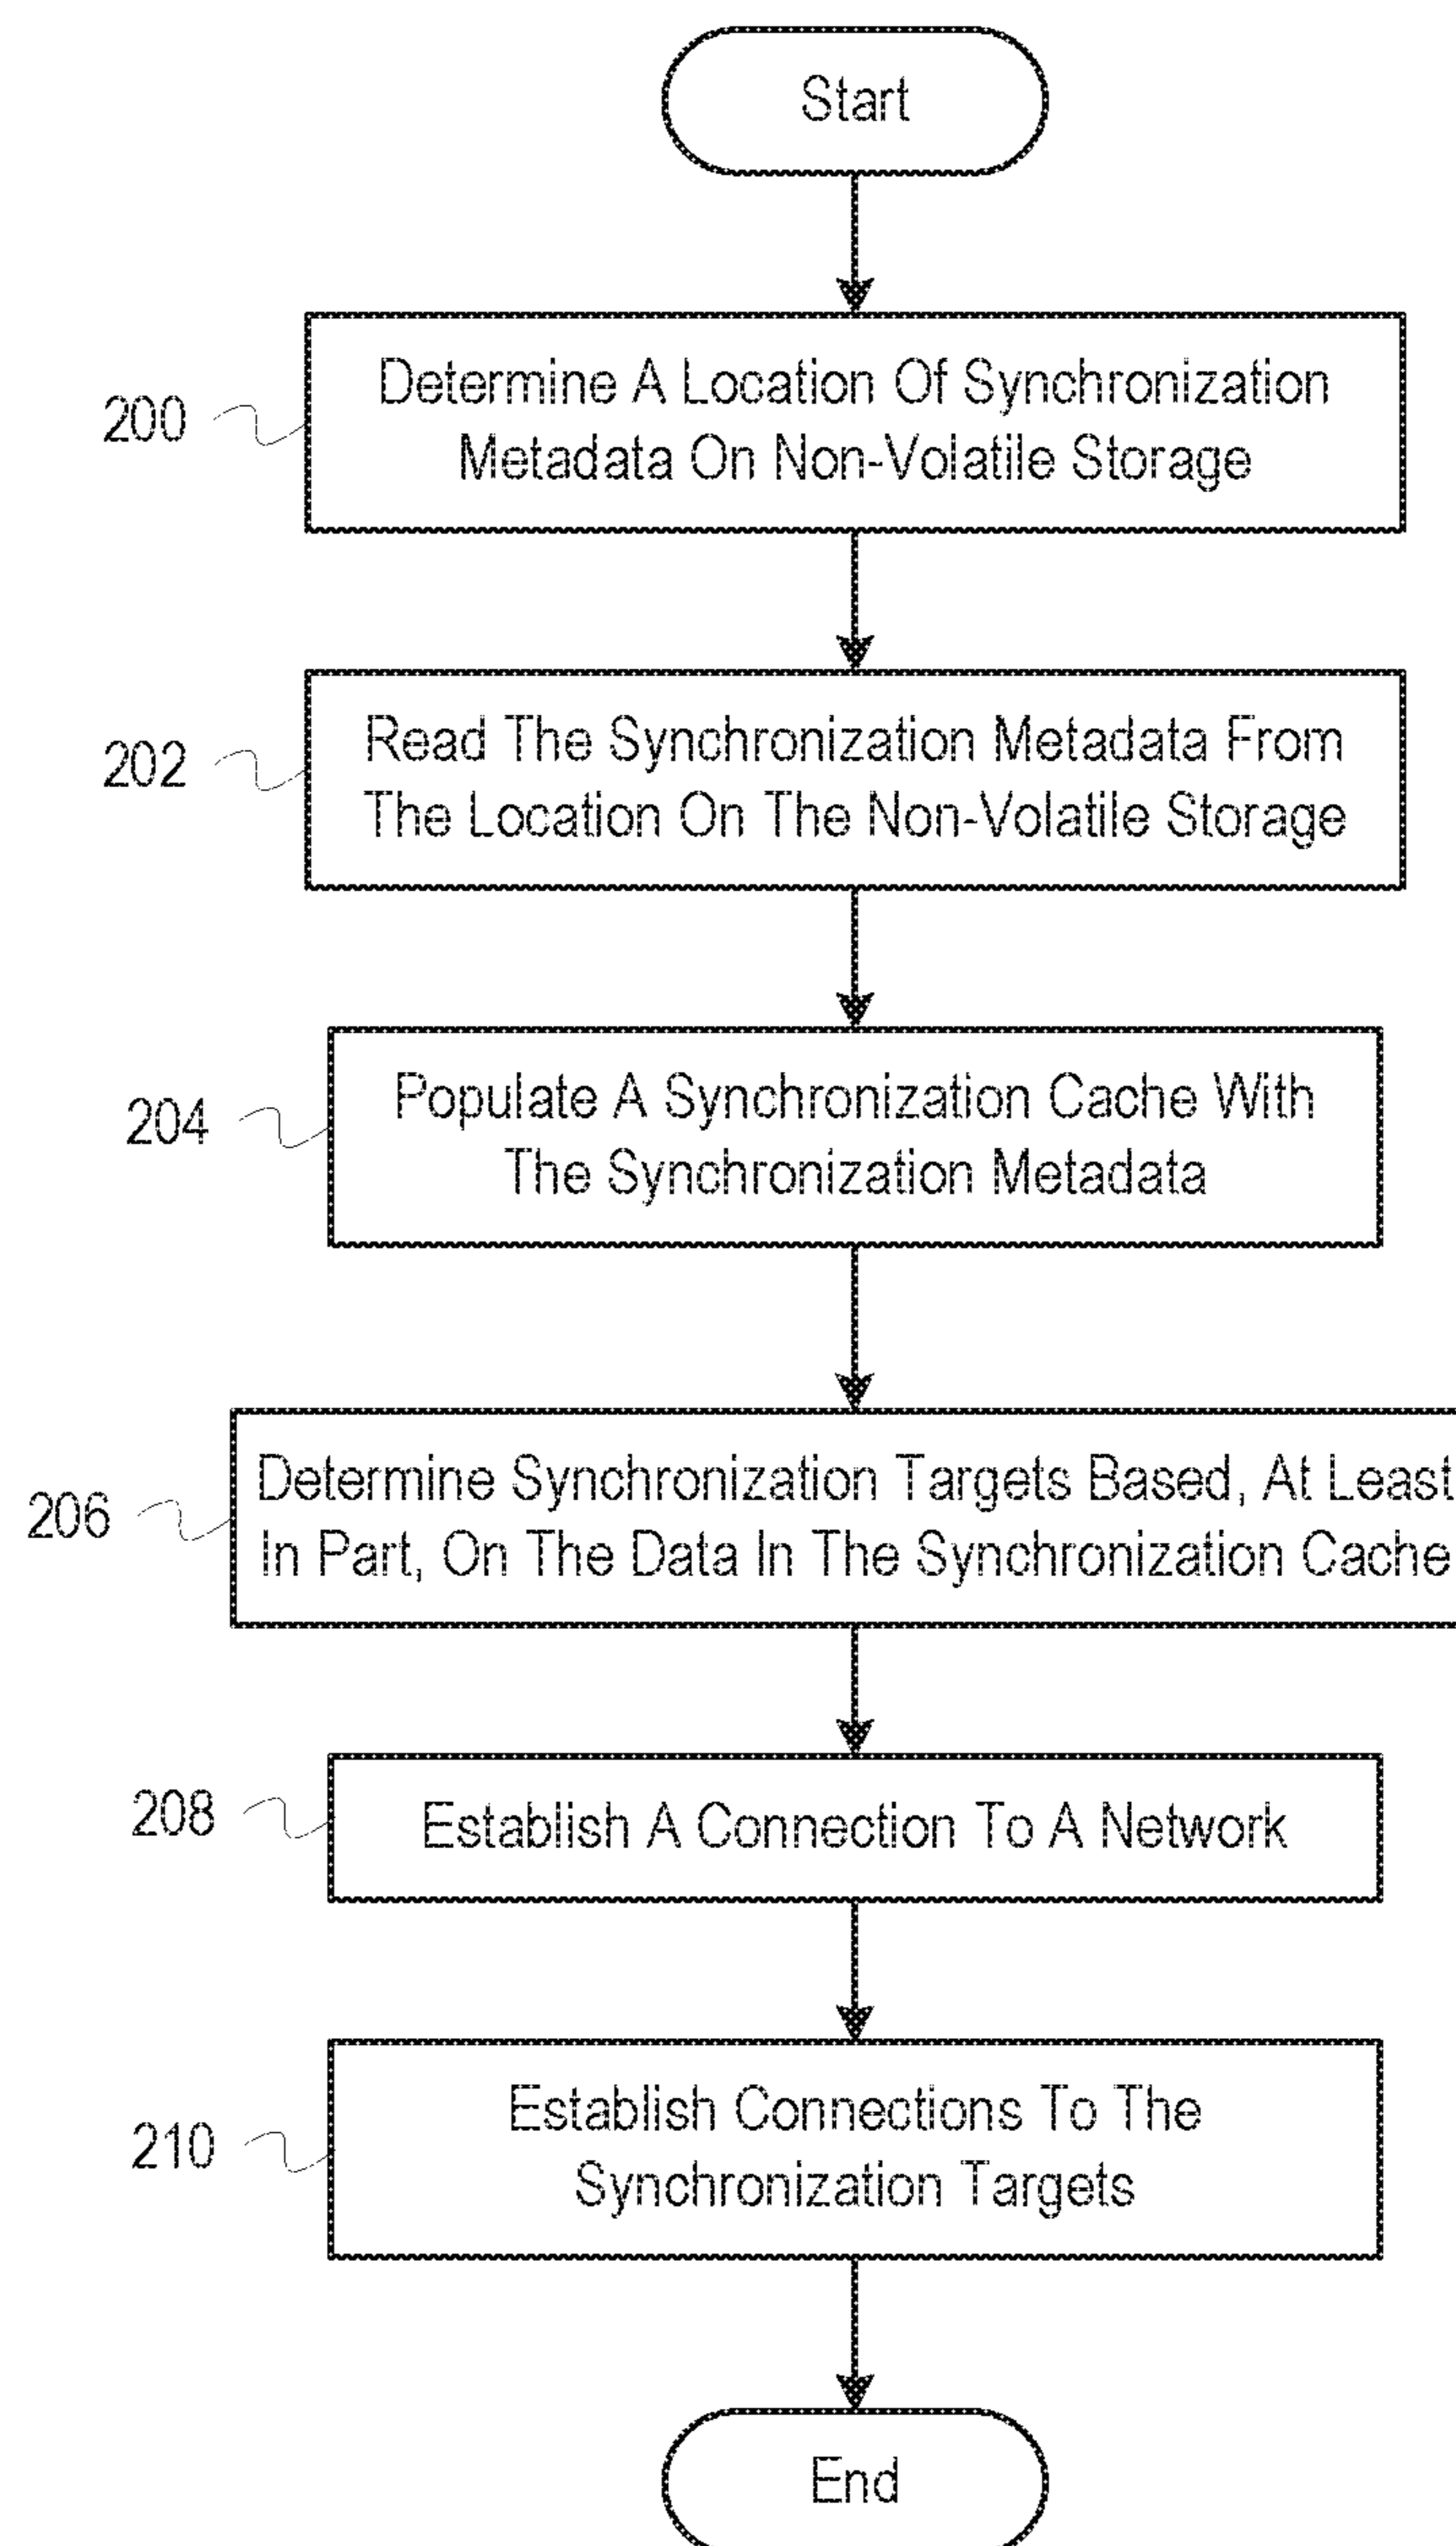 Start
200
Determine A Location Of Synchronization
Metadata On Non-Volatile Storage
202
Read The Synchronization Metadata From
The Location On The Non-Volatile Storage
204
Populate A Synchronization Cache With
The Synchronization Metadata
206
Determine Synchronization Targets Based, At Least
In Part, On The Data In The Synchronization Cache
208
Establish A Connection To A Network
210
Establish Connections To The
Synchronization Targets
End